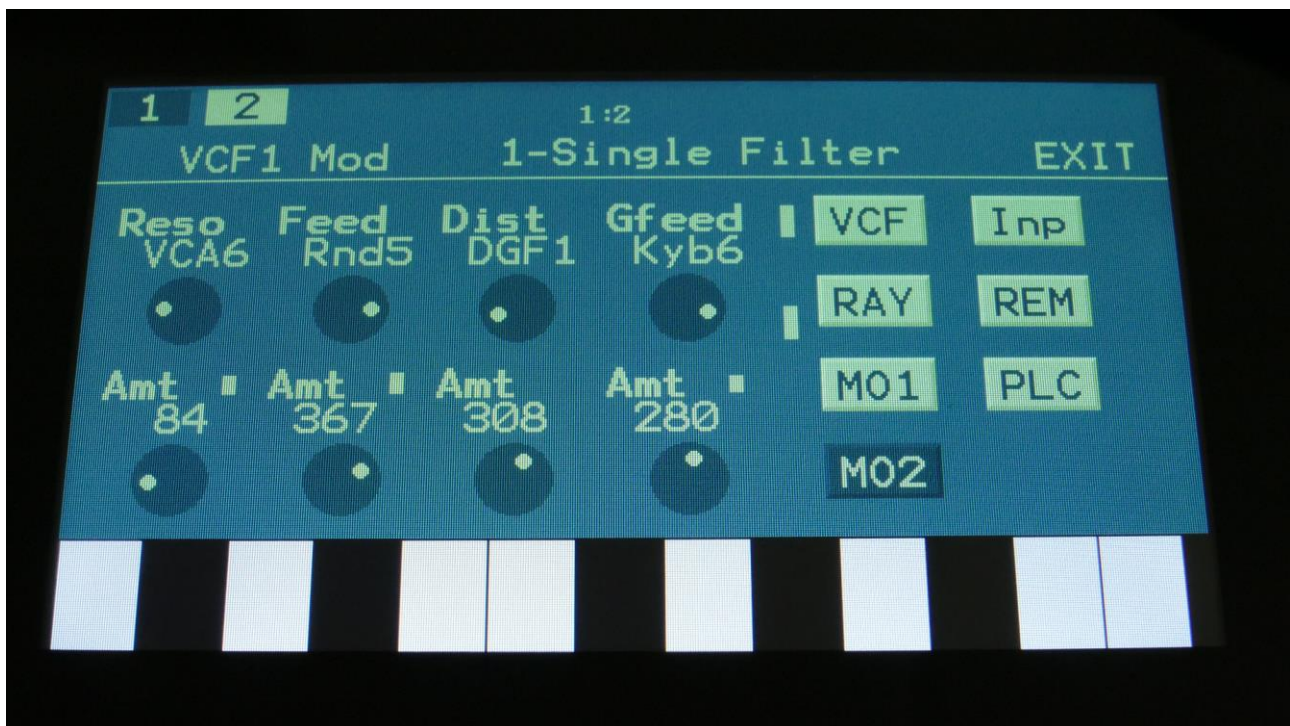 1 2 1:2
VCF1 Mod 1-Single Filter EXIT
Reso Feed Dist Gfeed VCF Inp
VCA6 Rnd5 DGF1 Kyb6
RAY REM
Amt Amt Amt Amt MO1 PLC
84 367 308 280
MO2